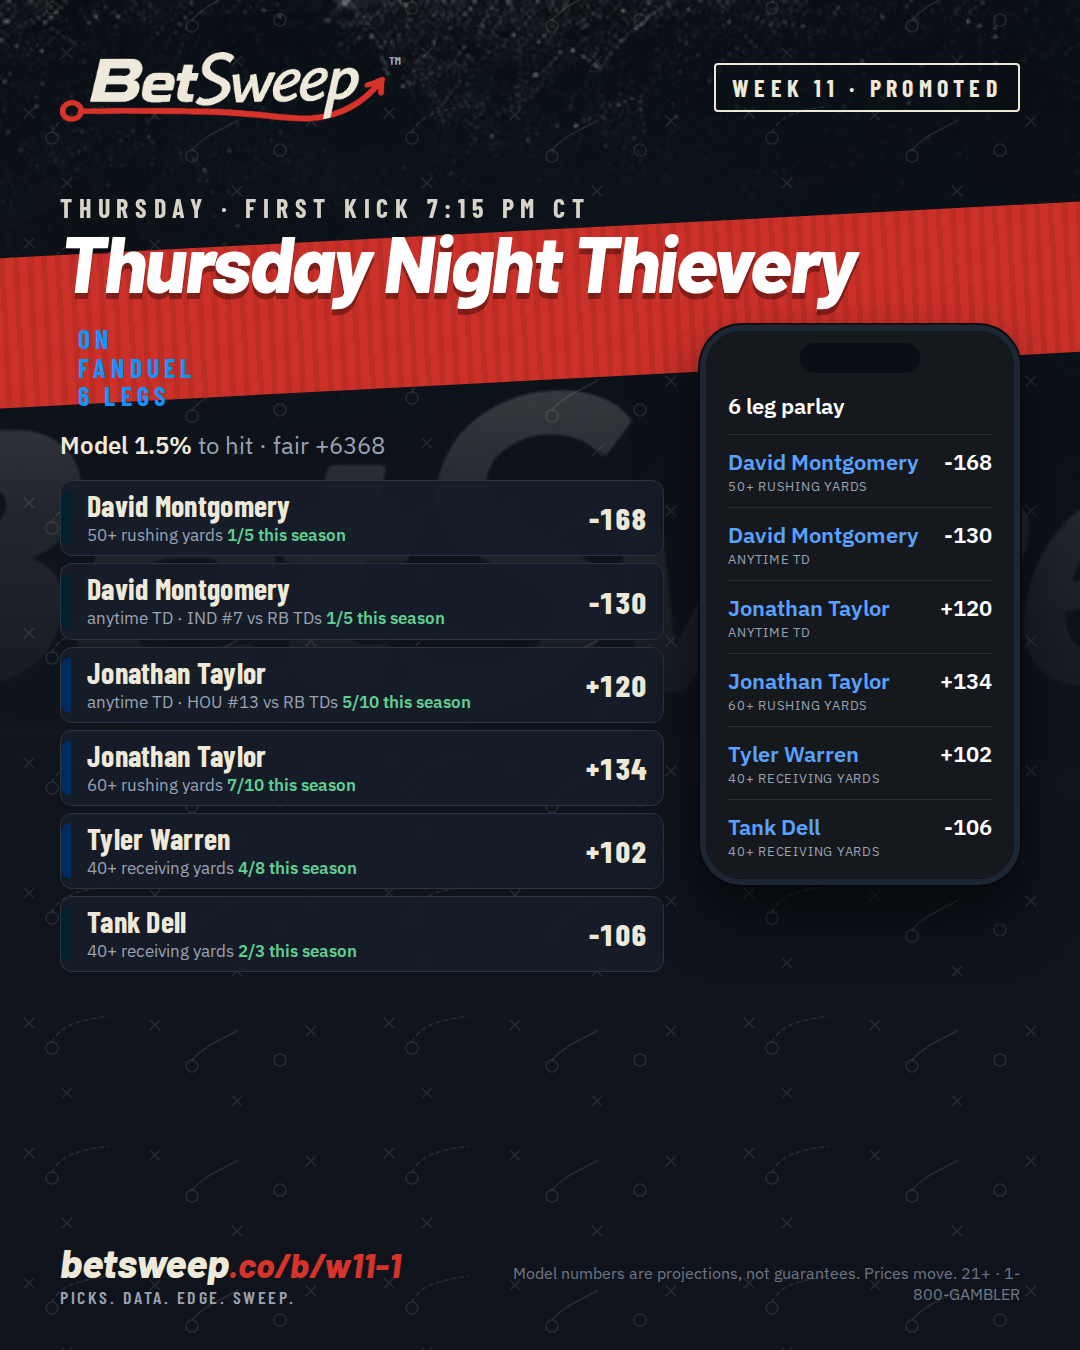 BetSweep™
WEEK 11 · PROMOTED
THURSDAY · FIRST KICK 7:15 PM CT
Thursday Night Thievery
ON
FANDUEL
6 LEGS
Model 1.5% to hit · fair +6368
David Montgomery
50+ rushing yards 1/5 this season
-168
David Montgomery
anytime TD · IND #7 vs RB TDs 1/5 this season
-130
Jonathan Taylor
anytime TD · HOU #13 vs RB TDs 5/10 this season
+120
Jonathan Taylor
60+ rushing yards 7/10 this season
+134
Tyler Warren
40+ receiving yards 4/8 this season
+102
Tank Dell
40+ receiving yards 2/3 this season
-106
6 leg parlay
David Montgomery -168
50+ RUSHING YARDS
David Montgomery -130
ANYTIME TD
Jonathan Taylor +120
ANYTIME TD
Jonathan Taylor +134
60+ RUSHING YARDS
Tyler Warren +102
40+ RECEIVING YARDS
Tank Dell -106
40+ RECEIVING YARDS
betsweep.co/b/w11-1
PICKS. DATA. EDGE. SWEEP.
Model numbers are projections, not guarantees. Prices move. 21+ · 1-
800-GAMBLER